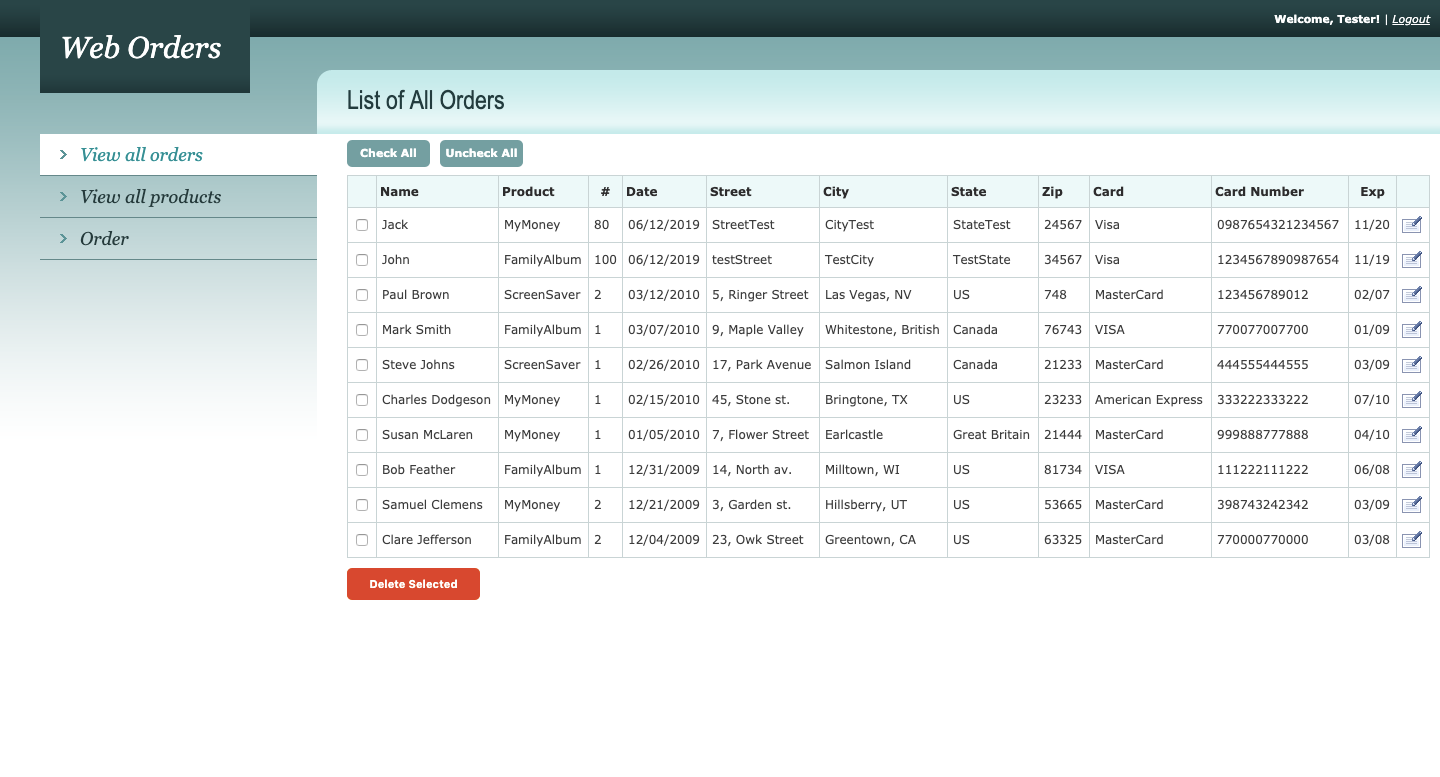 Welcome, Tester! | Logout
Web Orders
List of All Orders
View all orders
View all products
Order
Check All Uncheck All
Name Product # Date Street City State Zip Card Card Number Exp
Jack MyMoney 80 06/12/2019 StreetTest CityTest StateTest 24567 Visa 0987654321234567 11/20
John FamilyAlbum 100 06/12/2019 testStreet TestCity TestState 34567 Visa 1234567890987654 11/19
Paul Brown ScreenSaver 2 03/12/2010 5, Ringer Street Las Vegas, NV US 748 MasterCard 123456789012 02/07
Mark Smith FamilyAlbum 1 03/07/2010 9, Maple Valley Whitestone, British Canada 76743 VISA 770077007700 01/09
Steve Johns ScreenSaver 1 02/26/2010 17, Park Avenue Salmon Island Canada 21233 MasterCard 444555444555 03/09
Charles Dodgeson MyMoney 1 02/15/2010 45, Stone st. Bringtone, TX US 23233 American Express 333222333222 07/10
Susan McLaren MyMoney 1 01/05/2010 7, Flower Street Earlcastle Great Britain 21444 MasterCard 999888777888 04/10
Bob Feather FamilyAlbum 1 12/31/2009 14, North av. Milltown, WI US 81734 VISA 111222111222 06/08
Samuel Clemens MyMoney 2 12/21/2009 3, Garden st. Hillsberry, UT US 53665 MasterCard 398743242342 03/09
Clare Jefferson FamilyAlbum 2 12/04/2009 23, Owk Street Greentown, CA US 63325 MasterCard 770000770000 03/08
Delete Selected